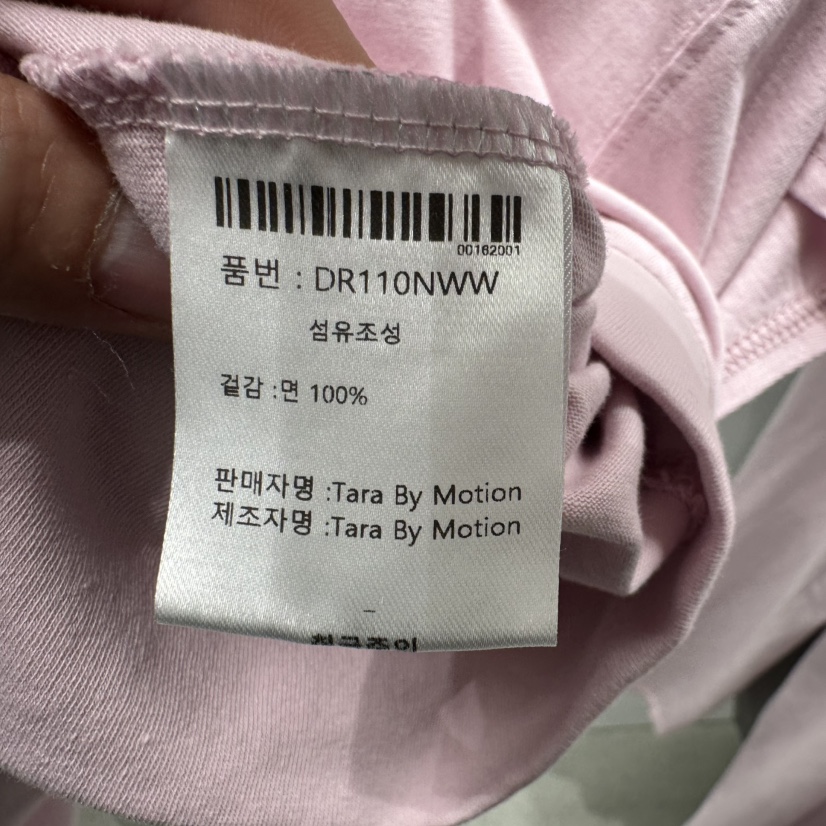 00162001
품번 : DR110NWW
섬유조성
겉감 :면 100%
판매자명 :Tara By Motion
제조자명 :Tara By Motion